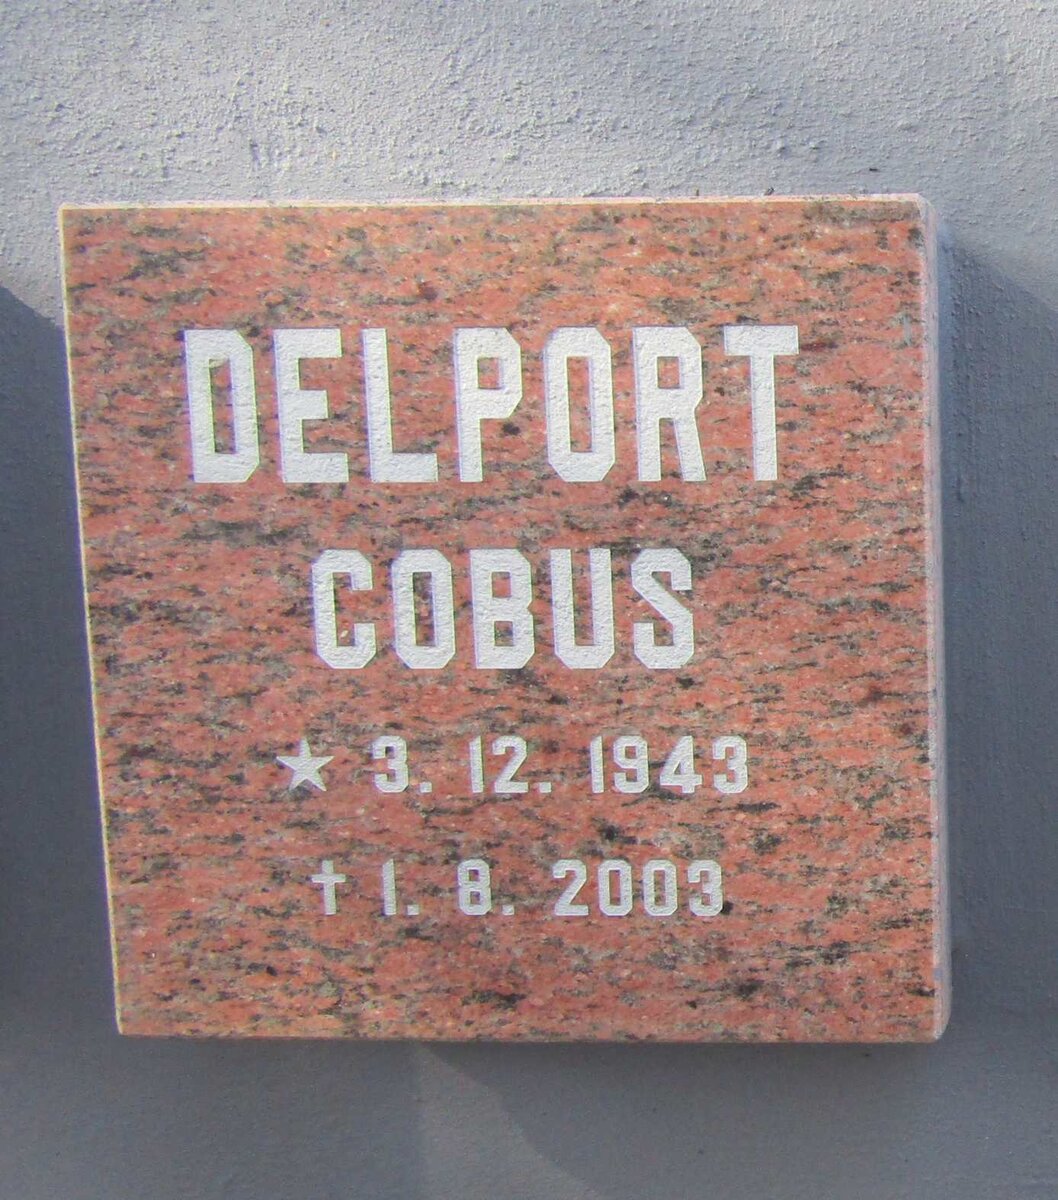 DELPORT
COBUS
★ 3. 12. 1943
✝ 1. 8. 2003